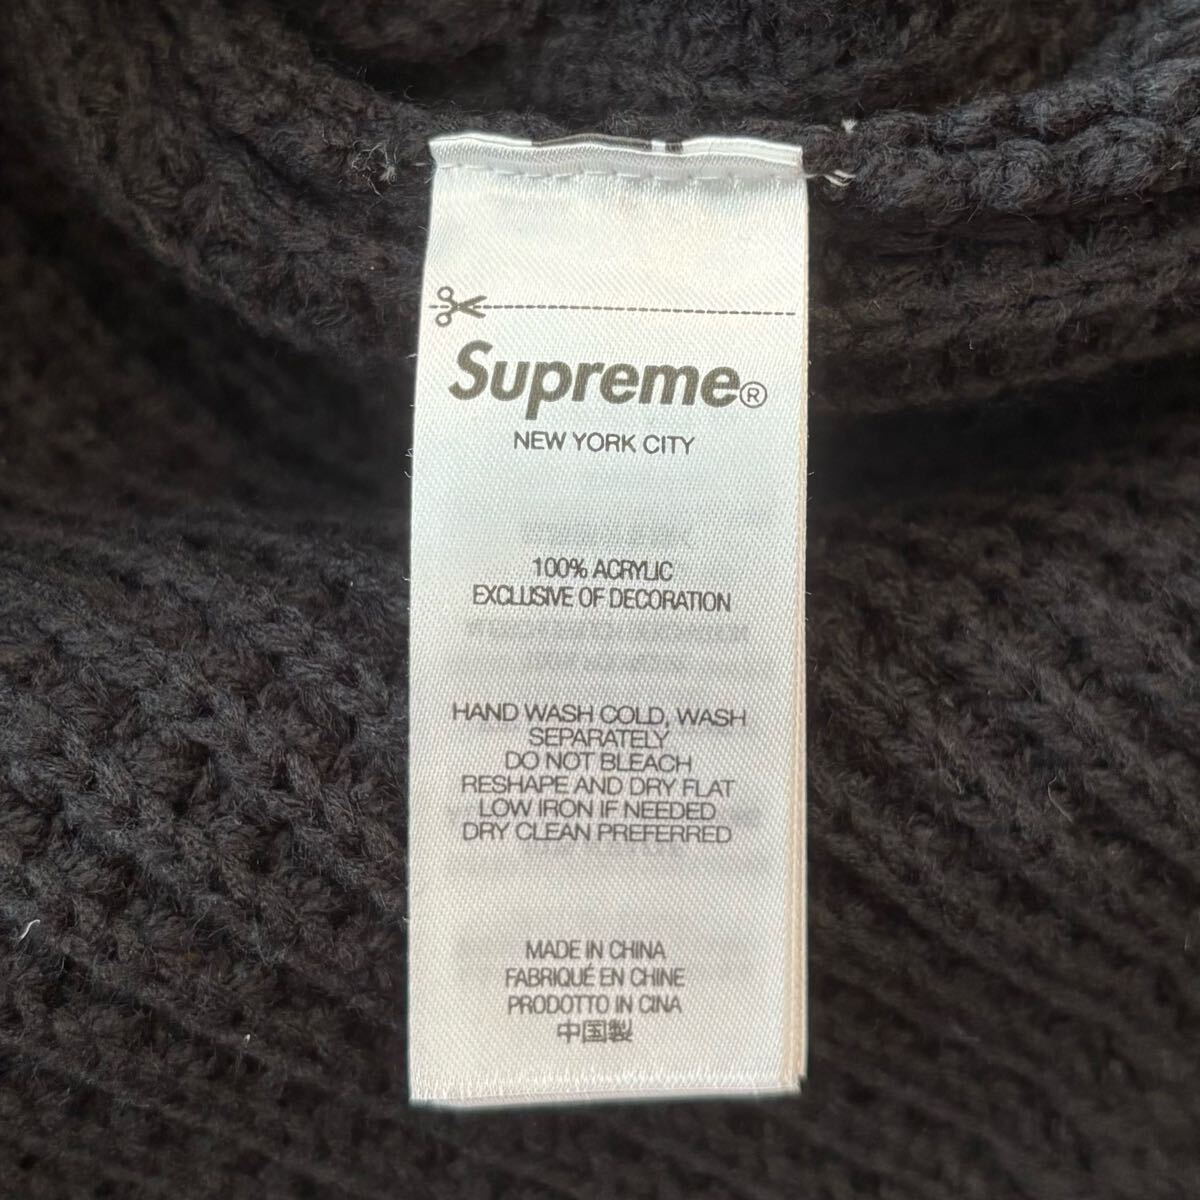 Supreme®
NEW YORK CITY
100% ACRYLIC
EXCLUSIVE OF DECORATION
HAND WASH COLD, WASH
SEPARATELY
DO NOT BLEACH
RESHAPE AND DRY FLAT
LOW IRON IF NEEDED
DRY CLEAN PREFERRED
MADE IN CHINA
FABRIQUÉ EN CHINE
PRODOTTO IN CINA
中国製